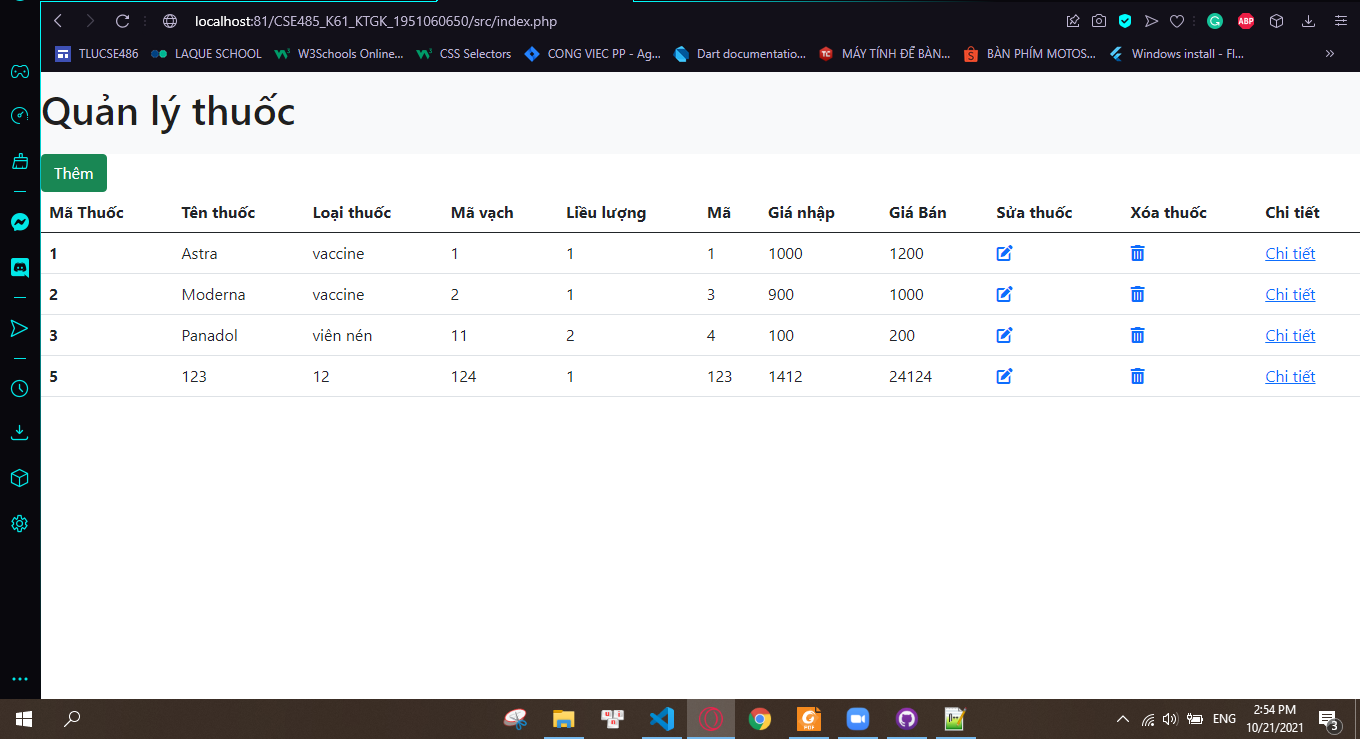 localhost:81/CSE485_K61_KTGK_1951060650/src/index.php ABP
TLUCSE486 LAQUE SCHOOL W3Schools Online... CSS Selectors CONG VIEC PP - Ag... Dart documentatio... TC MÁY TÍNH ĐỂ BÀN... BÀN PHÍM MOTOS... Windows install - Fl... »
Quản lý thuốc
Thêm
Mã Thuốc Tên thuốc Loại thuốc Mã vạch Liều lượng Mã Giá nhập Giá Bán Sửa thuốc Xóa thuốc Chi tiết
1 Astra vaccine 1 1 1 1000 1200 Chi tiết
2 Moderna vaccine 2 1 3 900 1000 Chi tiết
3 Panadol viên nén 11 2 4 100 200 Chi tiết
5 123 12 124 1 123 1412 24124 Chi tiết
ENG 2:54 PM 3
10/21/2021